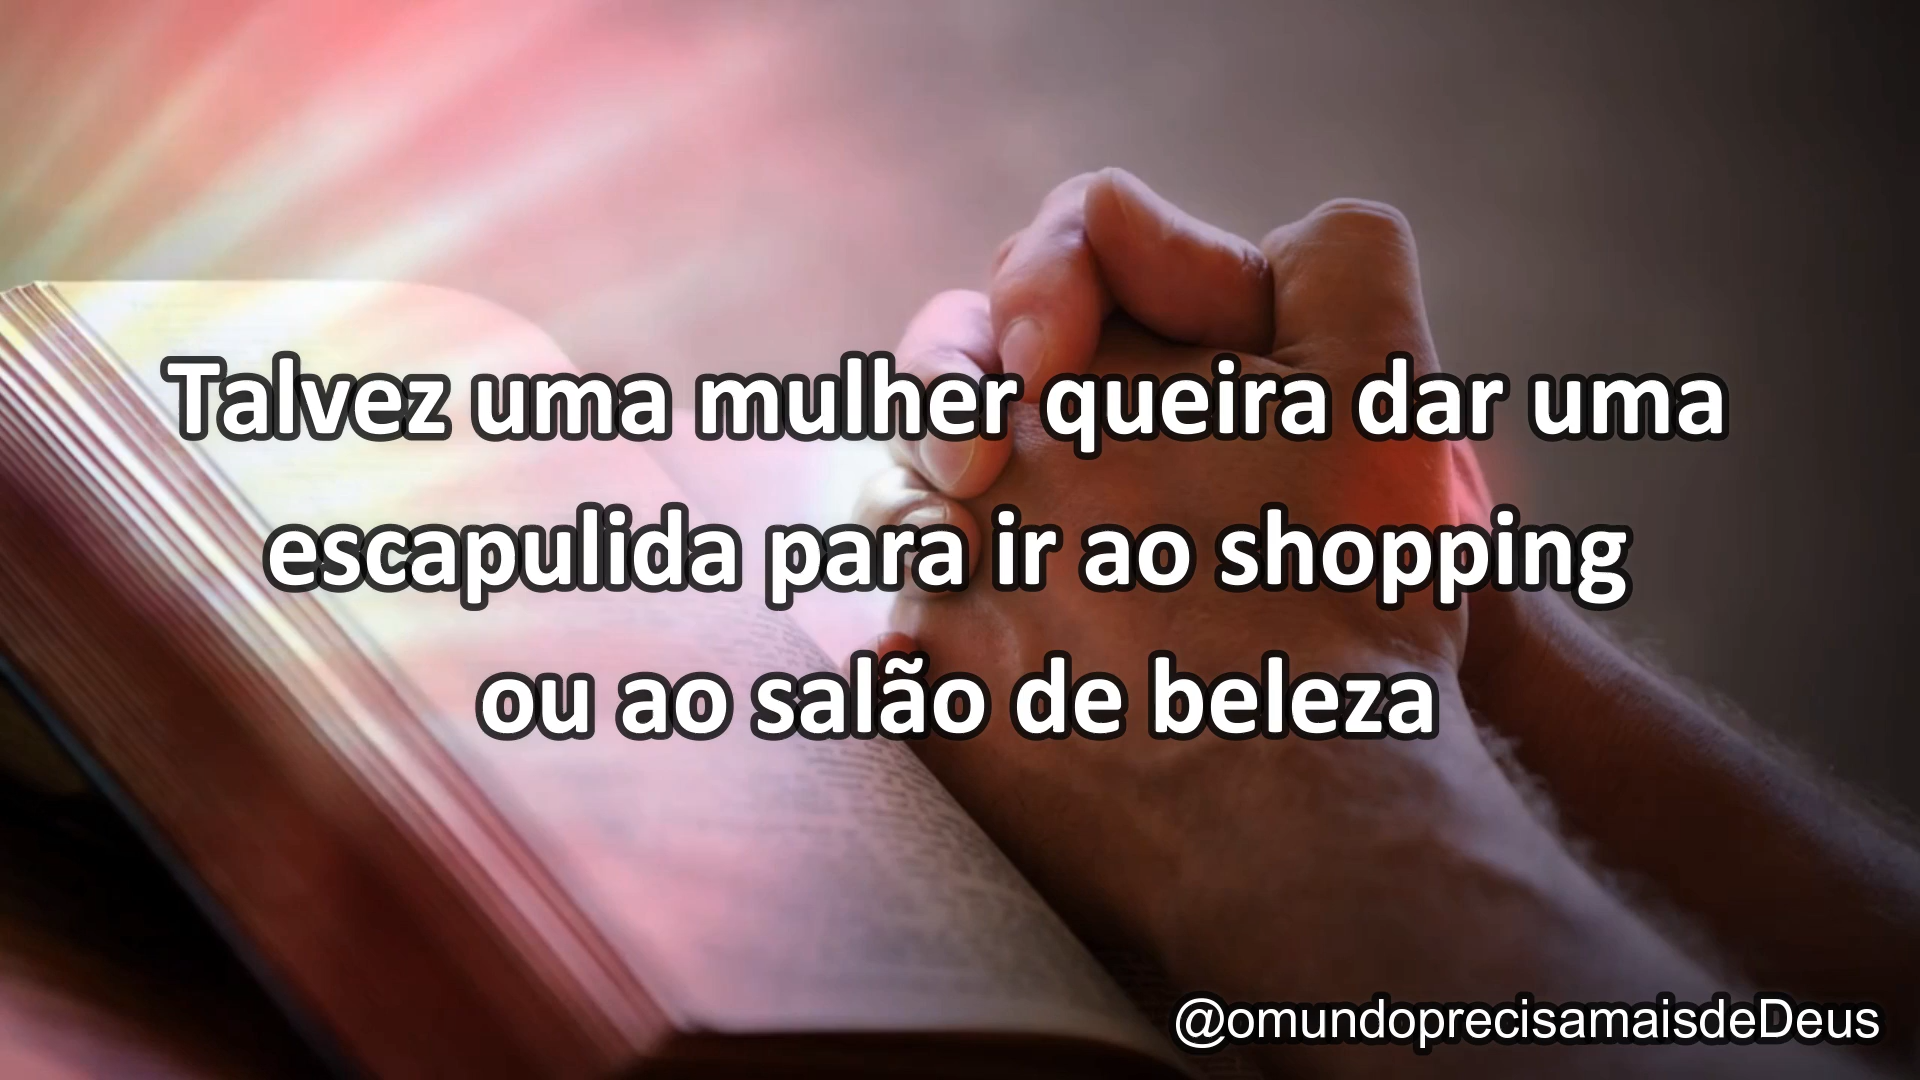 Talvez uma mulher queira dar uma
escapulida para ir ao shopping
ou ao salão de beleza
@omundoprecisamaisdeDeus